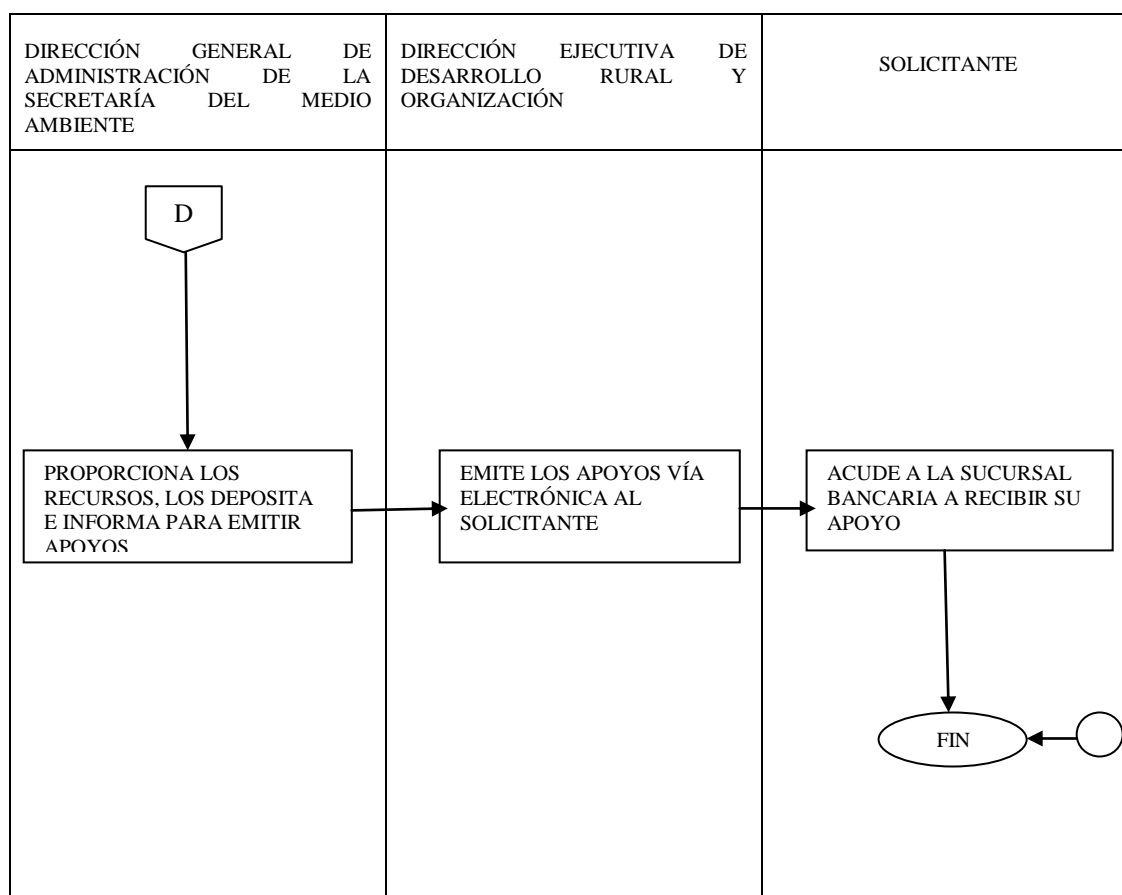 DIRECCIÓN GENERAL DE
ADMINISTRACIÓN DE LA
SECRETARÍA DEL MEDIO
AMBIENTE
DIRECCIÓN EJECUTIVA DE
DESARROLLO RURAL Y
ORGANIZACIÓN
SOLICITANTE
D
PROPORCIONA LOS
RECURSOS, LOS DEPOSITA
E INFORMA PARA EMITIR
APOYOS
EMITE LOS APOYOS VÍA
ELECTRÓNICA AL
SOLICITANTE
ACUDE A LA SUCURSAL
BANCARIA A RECIBIR SU
APOYO
FIN